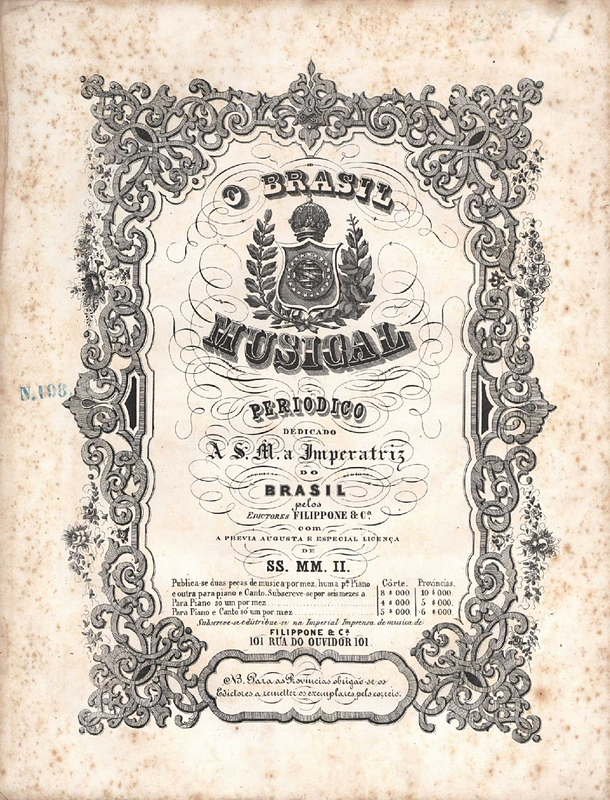 O BRASIL
MUSICAL
N.198.
PERIODICO
DEDICADO
A S. M. a Imperatriz
DO
BRASIL
pelos
EDICTORES FILIPPONE & Cª.
com
A PREVIA AUGUSTA E ESPECIAL LICENÇA
DE
SS. MM. II.
Publica-se duas peças de musica por mez, huma pª Piano Côrte. Provincias.
e outra para piano e Canto. Subscreve-se por seis mezes a 8 $ 000 10 $ 000.
Para Piano só um por mez 4 $ 000 5 $ 000.
Para Piano e Canto só um por mez 5 $ 000. 6 $ 000.
Subscreve-se e distribue-se na Imperial Imprensa de musica de
FILIPPONE & Cª.
101 RUA DO OUVIDOR 101.
NB. Para as Provincias obrigão-se os
Edictores a remetter os exemplares pelo correio.